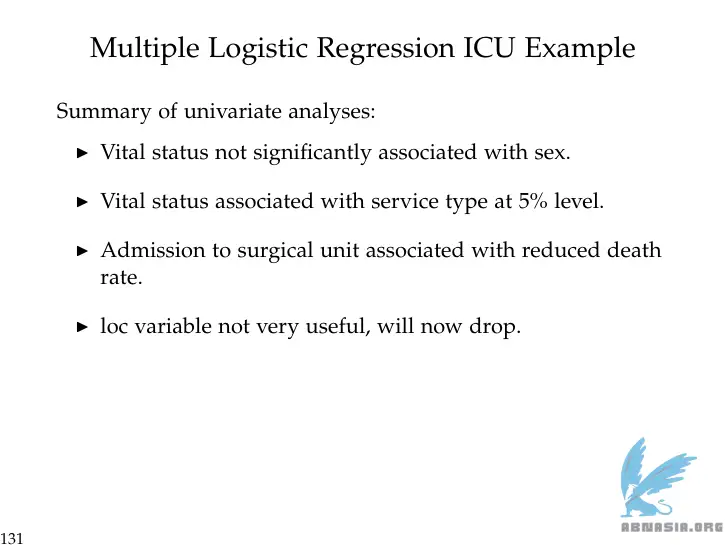 Multiple Logistic Regression ICU Example
Summary of univariate analyses:
▶ Vital status not significantly associated with sex.
▶ Vital status associated with service type at 5% level.
▶ Admission to surgical unit associated with reduced death
rate.
▶ loc variable not very useful, will now drop.
ABNASIA.ORG
131